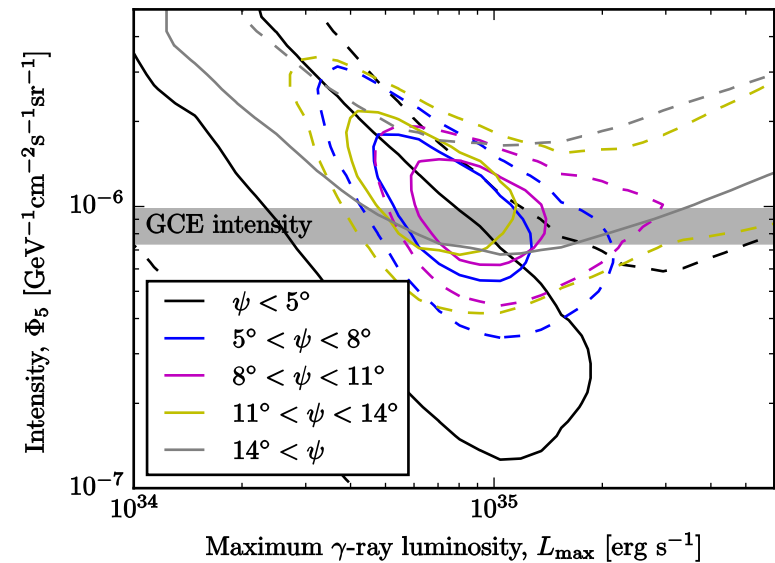 Intensity, Φ₅ [GeV⁻¹cm⁻²s⁻¹sr⁻¹]
10⁻⁶
10⁻⁷
GCE intensity
ψ < 5°
5° < ψ < 8°
8° < ψ < 11°
11° < ψ < 14°
14° < ψ
10³⁴
10³⁵
Maximum γ-ray luminosity, Lₘₐₓ [erg s⁻¹]